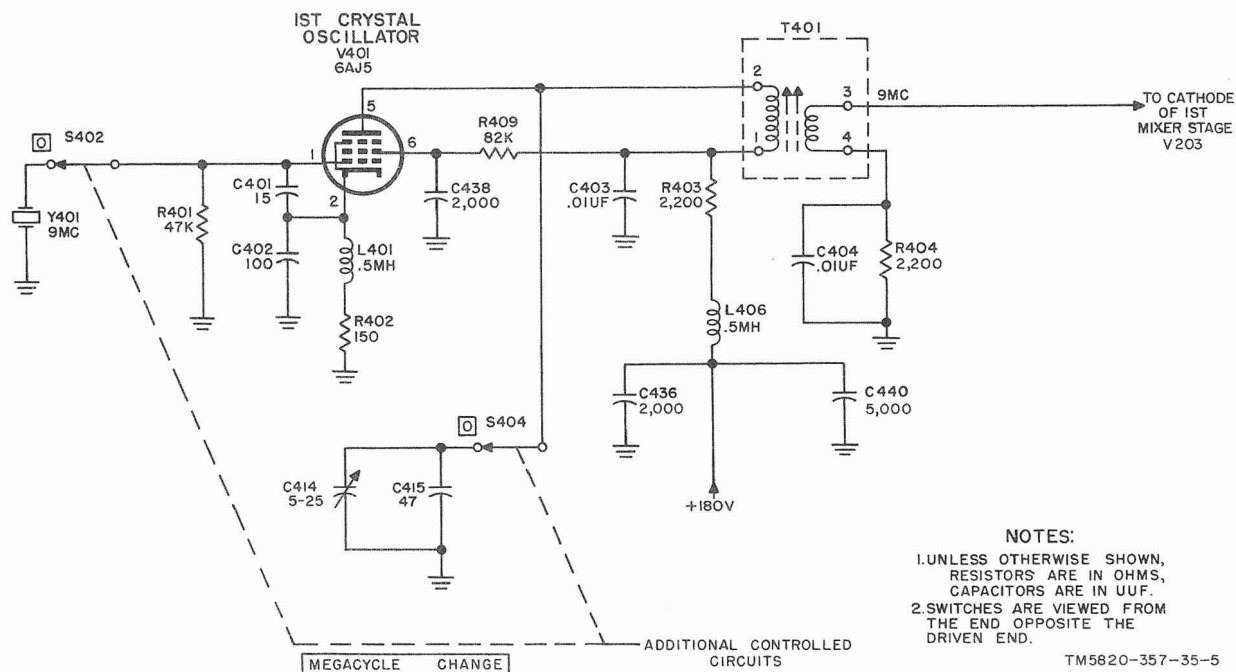 1ST CRYSTAL
OSCILLATOR
V401
6AJ5
T401
2
3
9MC
TO CATHODE
OF 1ST
MIXER STAGE
V203
1
4
5
R409
82K
6
O S402
1
C401
15
2
C438
2,000
C403
.01UF
R403
2,200
Y401
9MC
R401
47K
C402
100
L401
.5MH
C404
.01UF
R404
2,200
R402
150
L406
.5MH
C436
2,000
C440
5,000
O S404
C414
5-25
C415
47
+180V
NOTES:
1. UNLESS OTHERWISE SHOWN,
RESISTORS ARE IN OHMS,
CAPACITORS ARE IN UUF.
2. SWITCHES ARE VIEWED FROM
THE END OPPOSITE THE
DRIVEN END.
ADDITIONAL CONTROLLED
CIRCUITS
MEGACYCLE CHANGE
TM5820-357-35-5